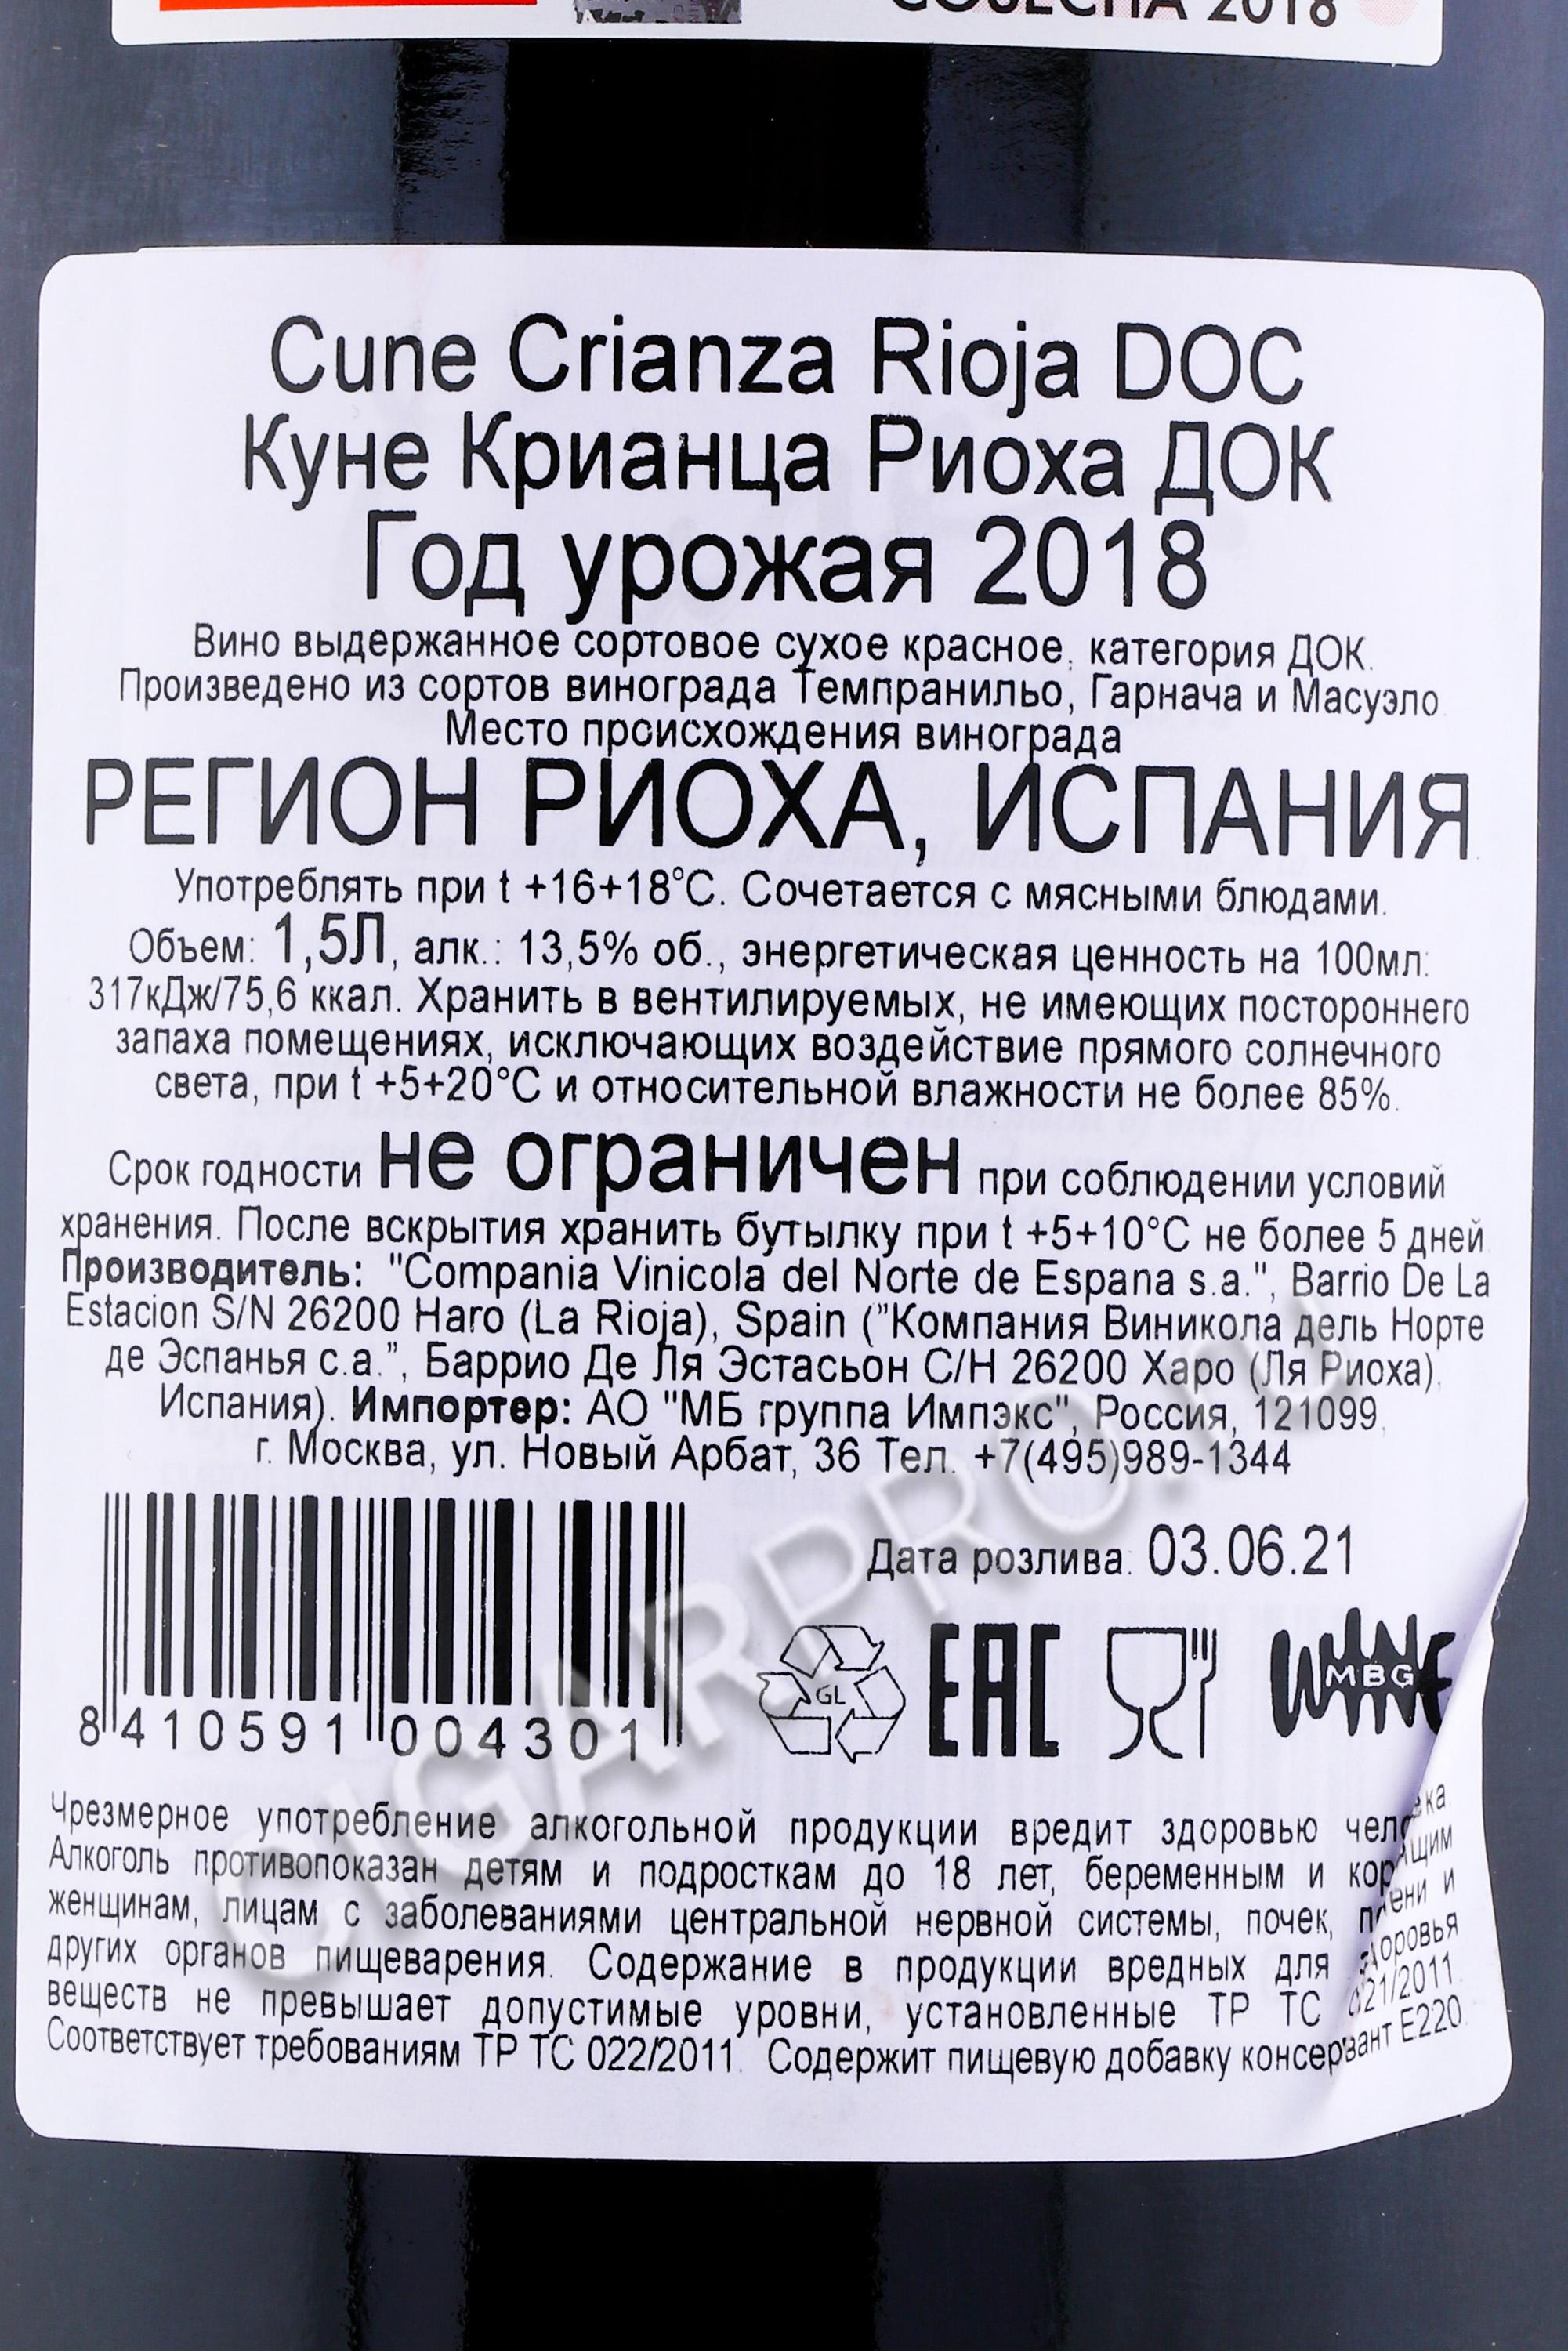 COSECHA 2018
Cune Crianza Rioja DOC
Куне Крианца Риоха ДОК
Год урожая 2018
Вино выдержанное сортовое сухое красное, категория ДОК.
Произведено из сортов винограда Темпранильо, Гарнача и Масуэло.
Место происхождения винограда
РЕГИОН РИОХА, ИСПАНИЯ.
Употреблять при t +16+18°C. Сочетается с мясными блюдами.
Объем: 1,5Л, алк.: 13,5% об., энергетическая ценность на 100мл:
317кДж/75,6 ккал. Хранить в вентилируемых, не имеющих постороннего
запаха помещениях, исключающих воздействие прямого солнечного
света, при t +5+20°C и относительной влажности не более 85%.
Срок годности не ограничен при соблюдении условий
хранения. После вскрытия хранить бутылку при t +5+10°C не более 5 дней.
Производитель: "Compania Vinicola del Norte de Espana s.a.", Barrio De La
Estacion S/N 26200 Haro (La Rioja), Spain ("Компания Виникола дель Норте
де Эспанья с.а.", Баррио Де Ля Эстасьон С/Н 26200 Харо (Ля Риоха),
Испания). Импортер: АО "МБ группа Импэкс", Россия, 121099,
г. Москва, ул. Новый Арбат, 36 Тел. +7(495)989-1344
Дата розлива: 03.06.21
GL EAC WINE MBG
8 410591 004301
CIGARPRO.ru
Чрезмерное употребление алкогольной продукции вредит здоровью
Алкоголь противопоказан детям и подросткам до 18 лет, беременным и
женщинам, лицам с заболеваниями центральной нервной системы, почек, и
других органов пищеварения. Содержание в продукции вредных для здоровья
веществ не превышает допустимые уровни, установленные ТР ТС 021/2011.
Соответствует требованиям ТР ТС 022/2011. Содержит пищевую добавку консервант Е220.